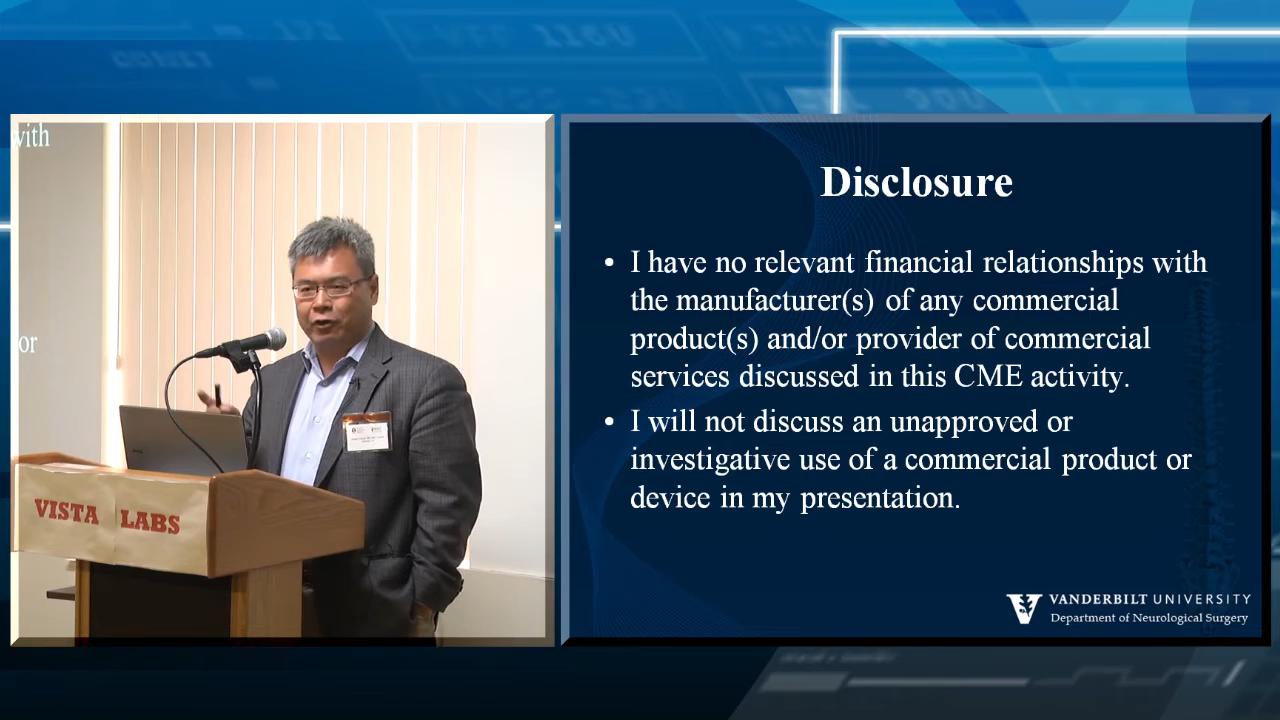 with
or
VISTA LABS
Disclosure
• I have no relevant financial relationships with
the manufacturer(s) of any commercial
product(s) and/or provider of commercial
services discussed in this CME activity.
• I will not discuss an unapproved or
investigative use of a commercial product or
device in my presentation.
VANDERBILT UNIVERSITY
Department of Neurological Surgery